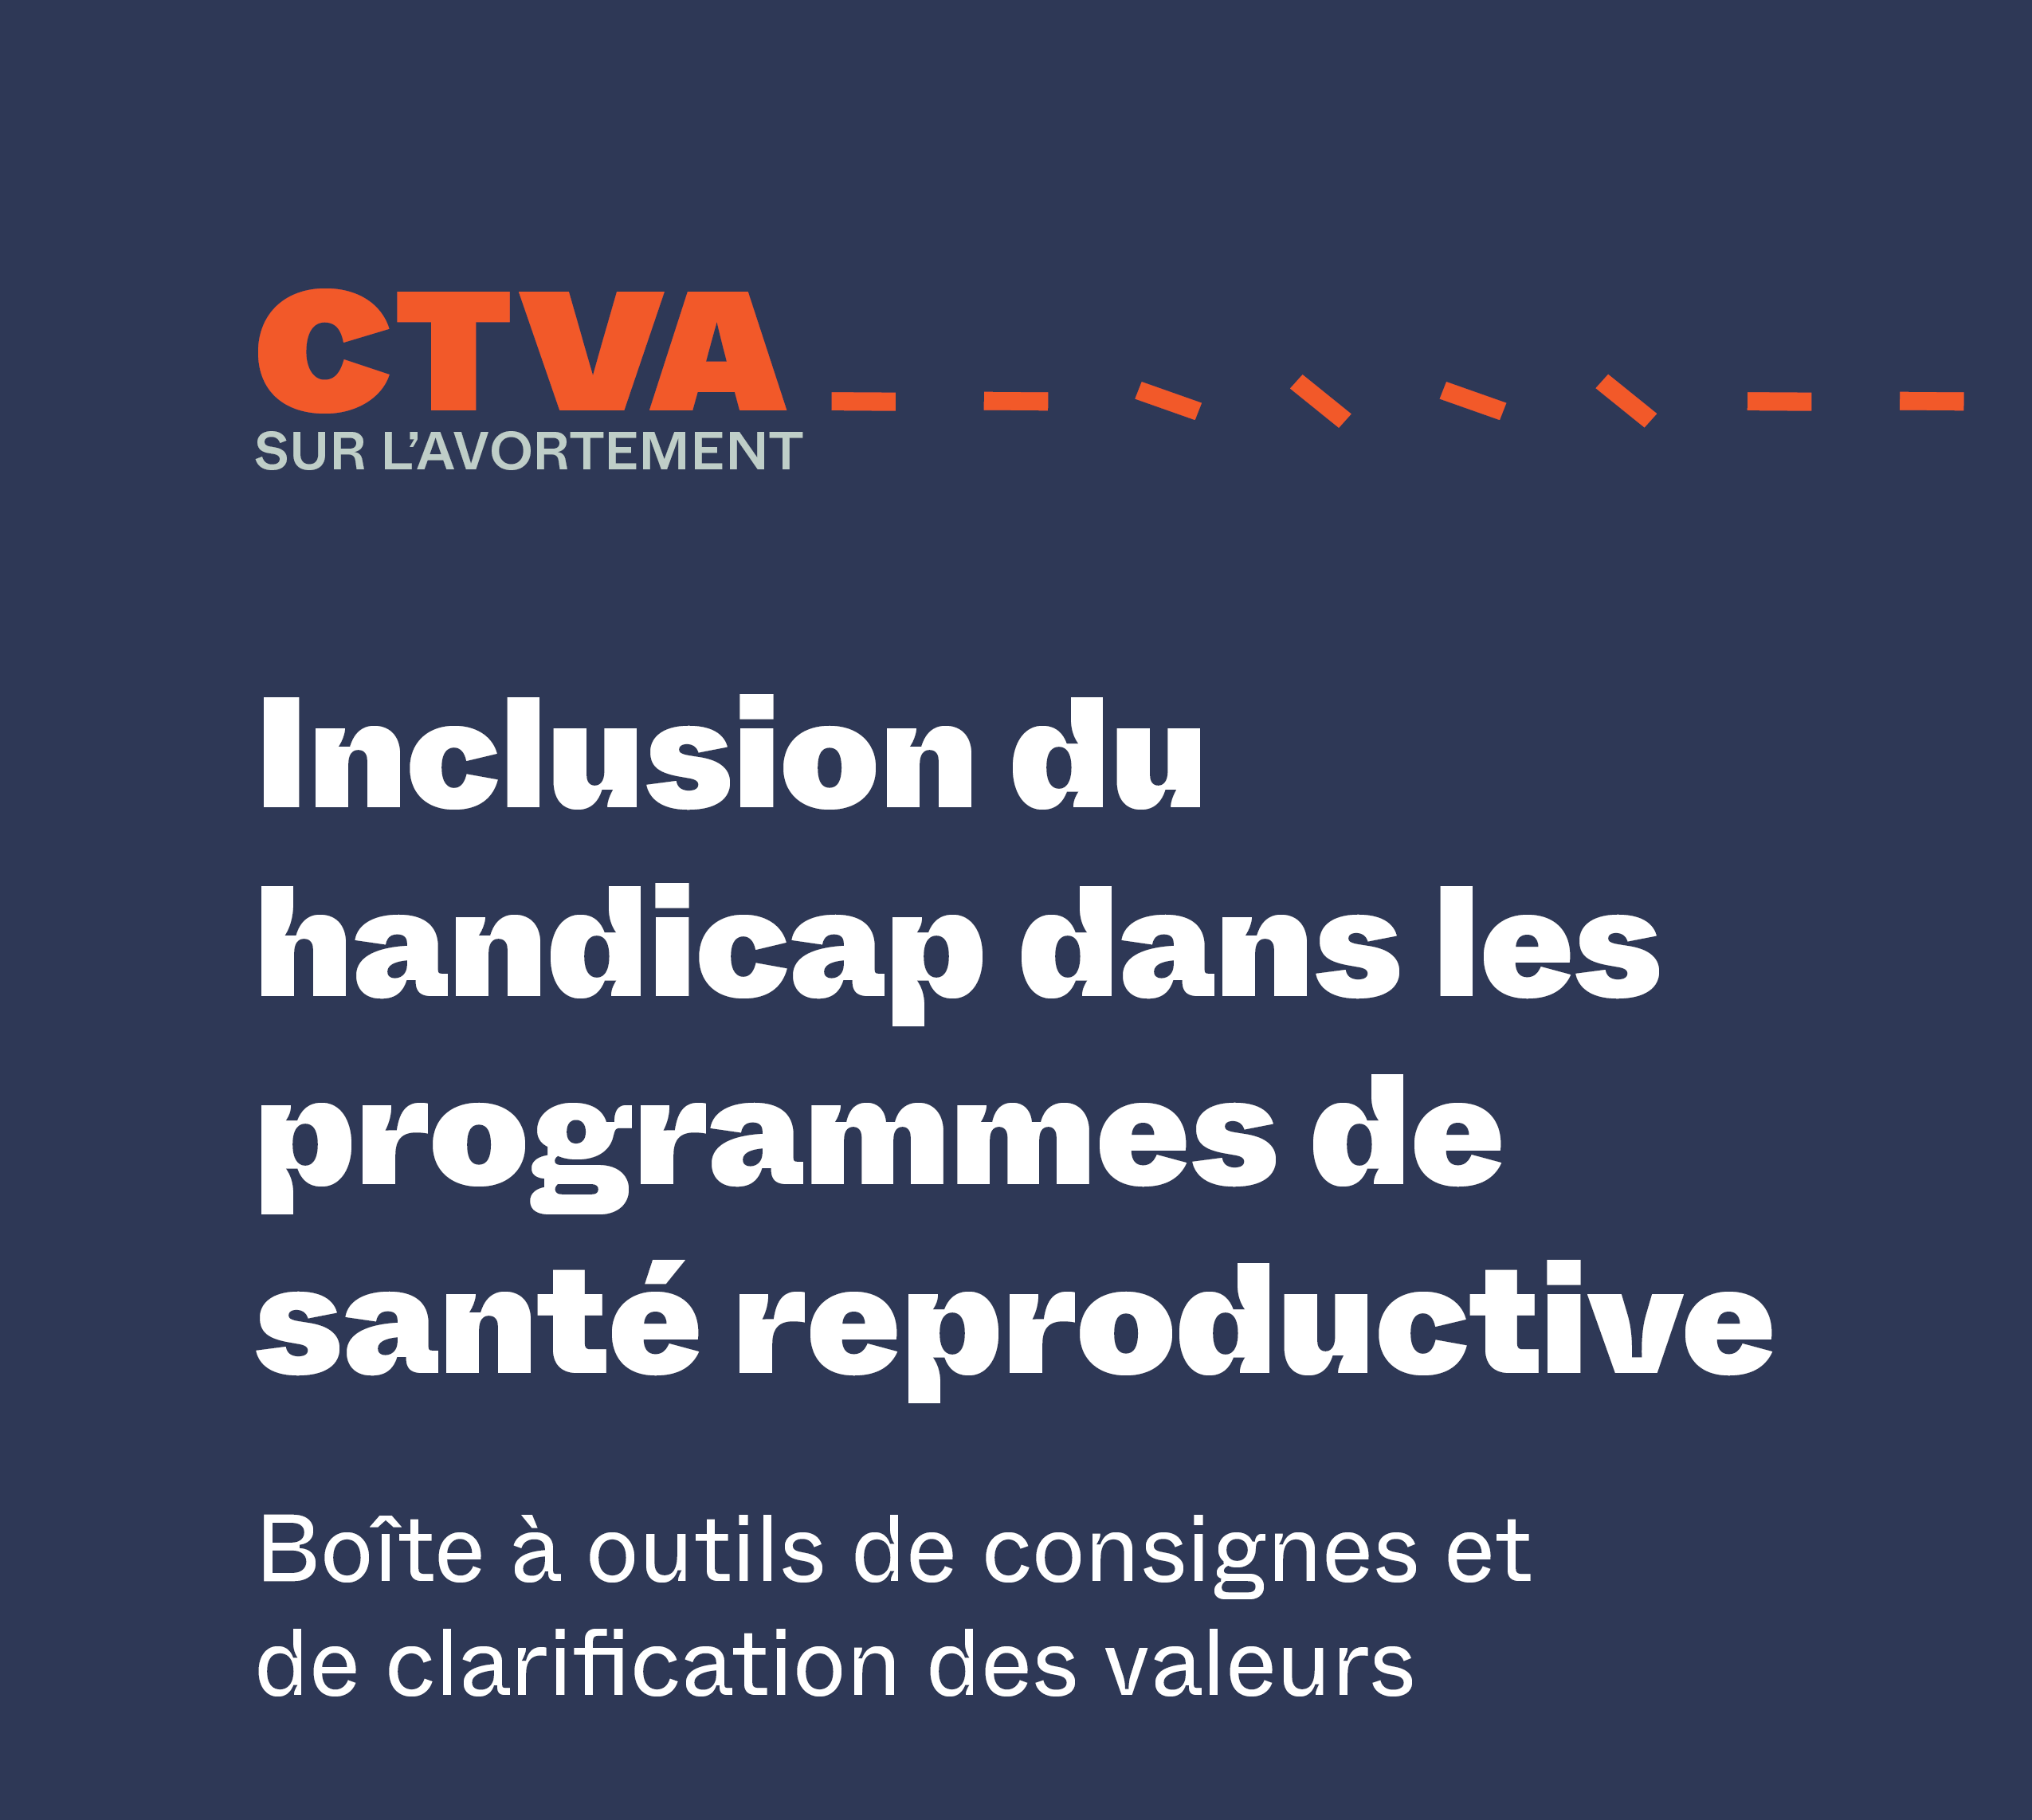 CTVA
SUR L'AVORTEMENT
Inclusion du
handicap dans les
programmes de
santé reproductive
Boîte à outils de consignes et
de clarification des valeurs